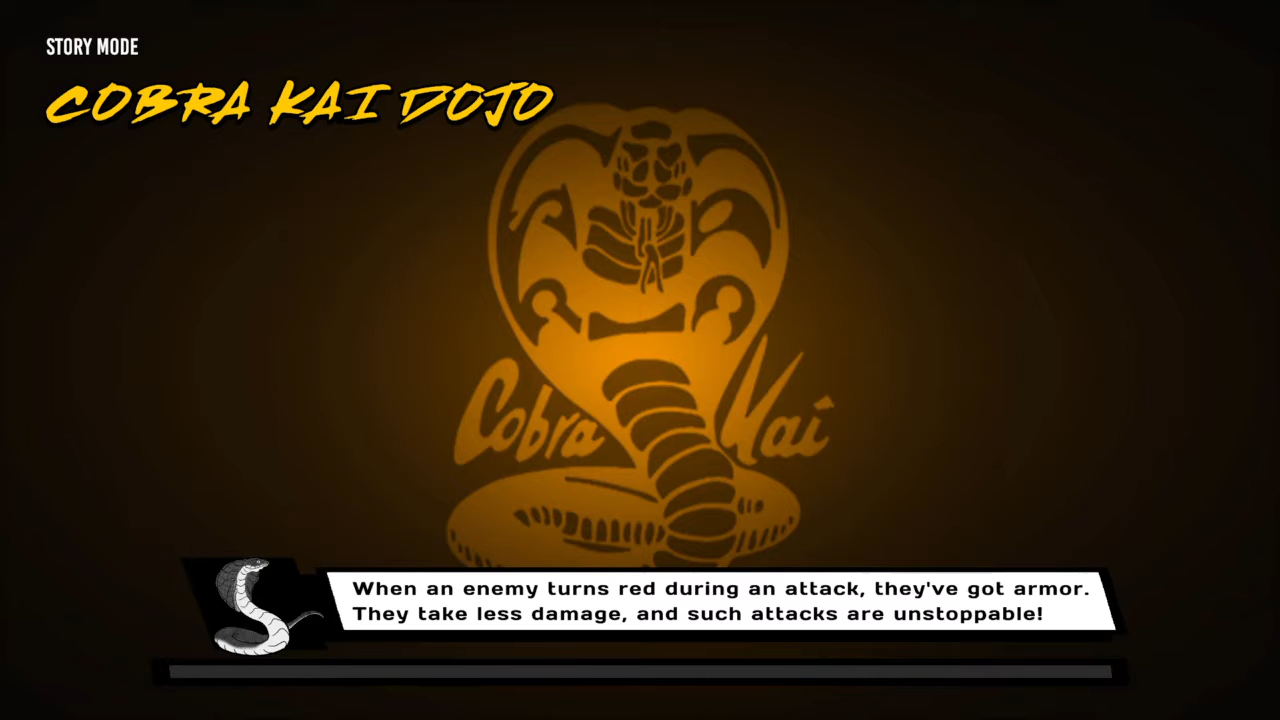 STORY MODE
COBRA KAI DOJO
Cobra Kai
When an enemy turns red during an attack, they've got armor.
They take less damage, and such attacks are unstoppable!